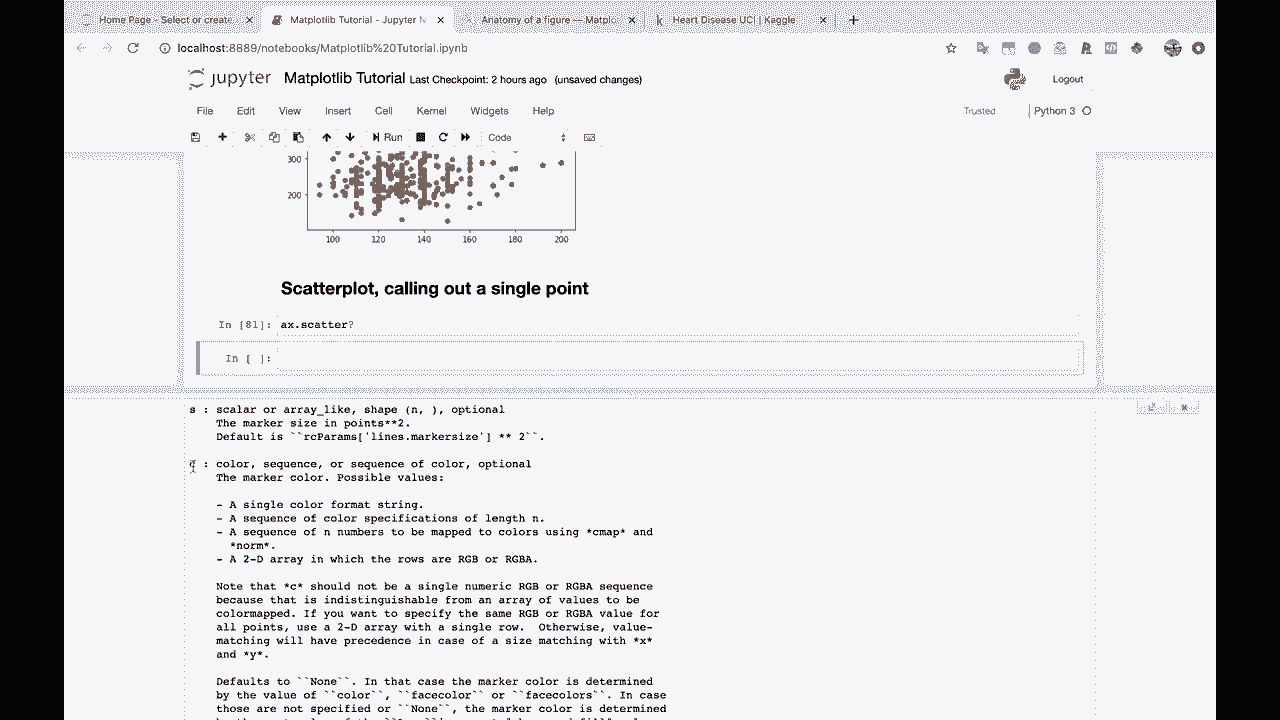 Home Page - Select or create
Matplotlib Tutorial - Jupyter N
Anatomy of a figure — Matplo
Heart Disease UCI | Kaggle
localhost:8889/notebooks/Matplotlib%20Tutorial.ipynb
jupyter Matplotlib Tutorial Last Checkpoint: 2 hours ago (unsaved changes)
Logout
File Edit View Insert Cell Kernel Widgets Help
Trusted Python 3
Run Code
300
200
100 120 140 160 180 200
Scatterplot, calling out a single point
In [81]: ax.scatter?
In [ ]:
s : scalar or array_like, shape (n, ), optional
The marker size in points**2.
Default is ``rcParams['lines.markersize'] ** 2``.
c : color, sequence, or sequence of color, optional
The marker color. Possible values:
- A single color format string.
- A sequence of color specifications of length n.
- A sequence of n numbers to be mapped to colors using *cmap* and
*norm*.
- A 2-D array in which the rows are RGB or RGBA.
Note that *c* should not be a single numeric RGB or RGBA sequence
because that is indistinguishable from an array of values to be
colormapped. If you want to specify the same RGB or RGBA value for
all points, use a 2-D array with a single row.  Otherwise, value-
matching will have precedence in case of a size matching with *x*
and *y*.
Defaults to ``None``. In that case the marker color is determined
by the value of ``color``, ``facecolor`` or ``facecolors``. In case
those are not specified or ``None``, the marker color is determined